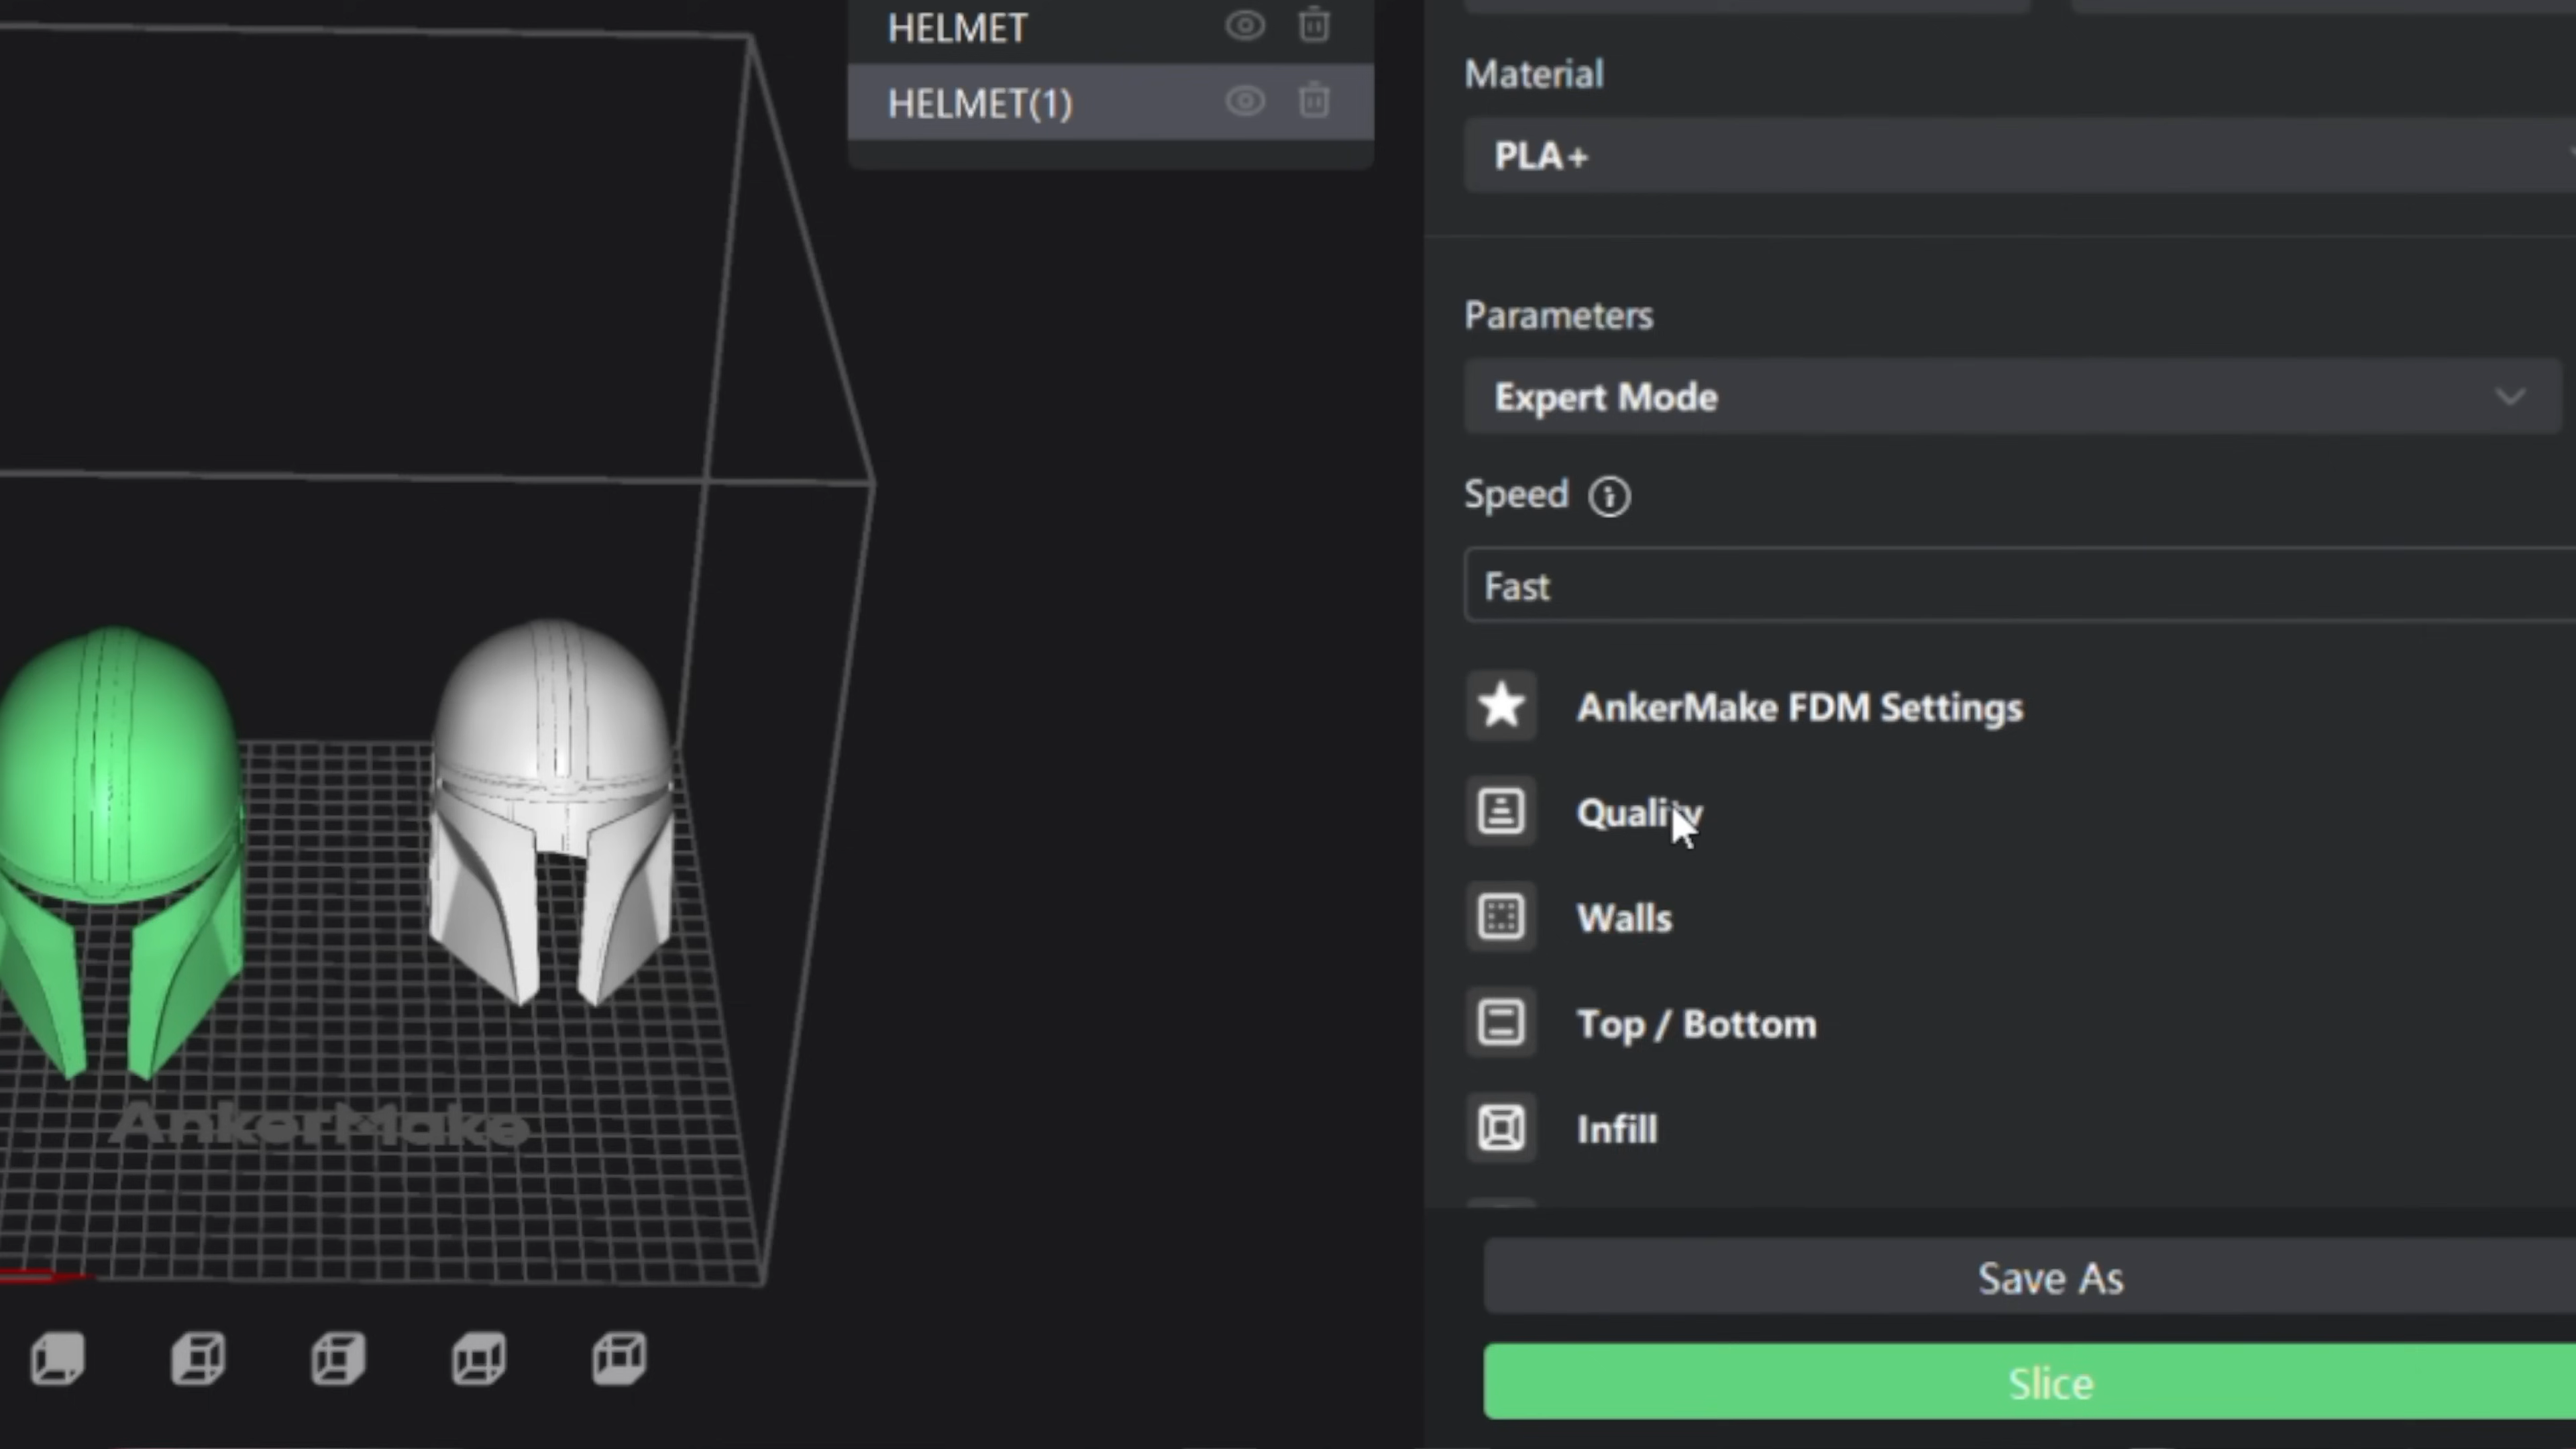 HELMET
HELMET(1)
Material
PLA+
Parameters
Expert Mode
Speed
Fast
AnkerMake FDM Settings
Quality
Walls
Top / Bottom
Infill
Save As
Slice
AnkerMake